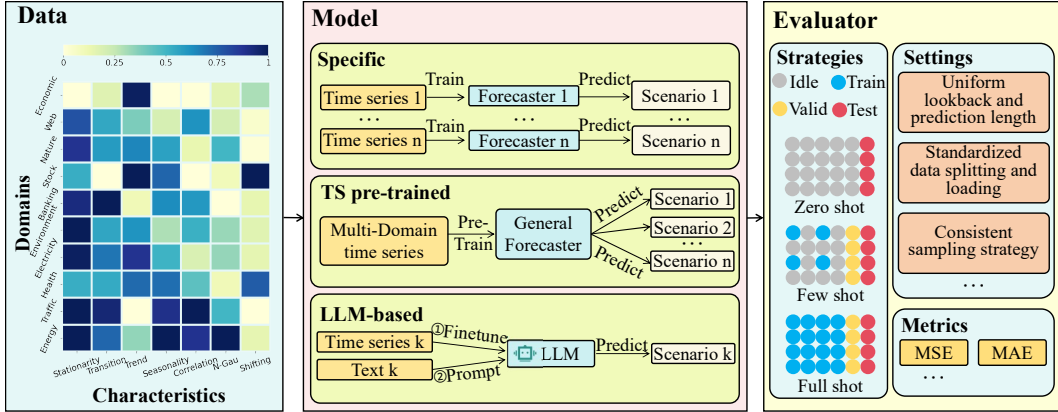 Data
0
0.25
0.5
0.75
1
Domains
Economic
Web
Nature
Stock
Banking
Environment
Electricity
Health
Traffic
Energy
Stationarity
Transition
Trend
Seasonality
Correlation
N-Gau
Shifting
Characteristics
Model
Specific
Time series 1
Train
Forecaster 1
Predict
Scenario 1
...
...
...
Time series n
Train
Forecaster n
Predict
Scenario n
TS pre-trained
Multi-Domain
time series
Pre-
Train
General
Forecaster
Predict
Predict
Scenario 1
Scenario 2
...
Scenario n
LLM-based
Time series k
Text k
①Finetune
②Prompt
LLM
Predict
Scenario k
Evaluator
Strategies
Idle
Train
Valid
Test
Zero shot
Few shot
Full shot
Settings
Uniform
lookback and
prediction length
Standardized
data splitting and
loading
Consistent
sampling strategy
...
Metrics
MSE
MAE
...